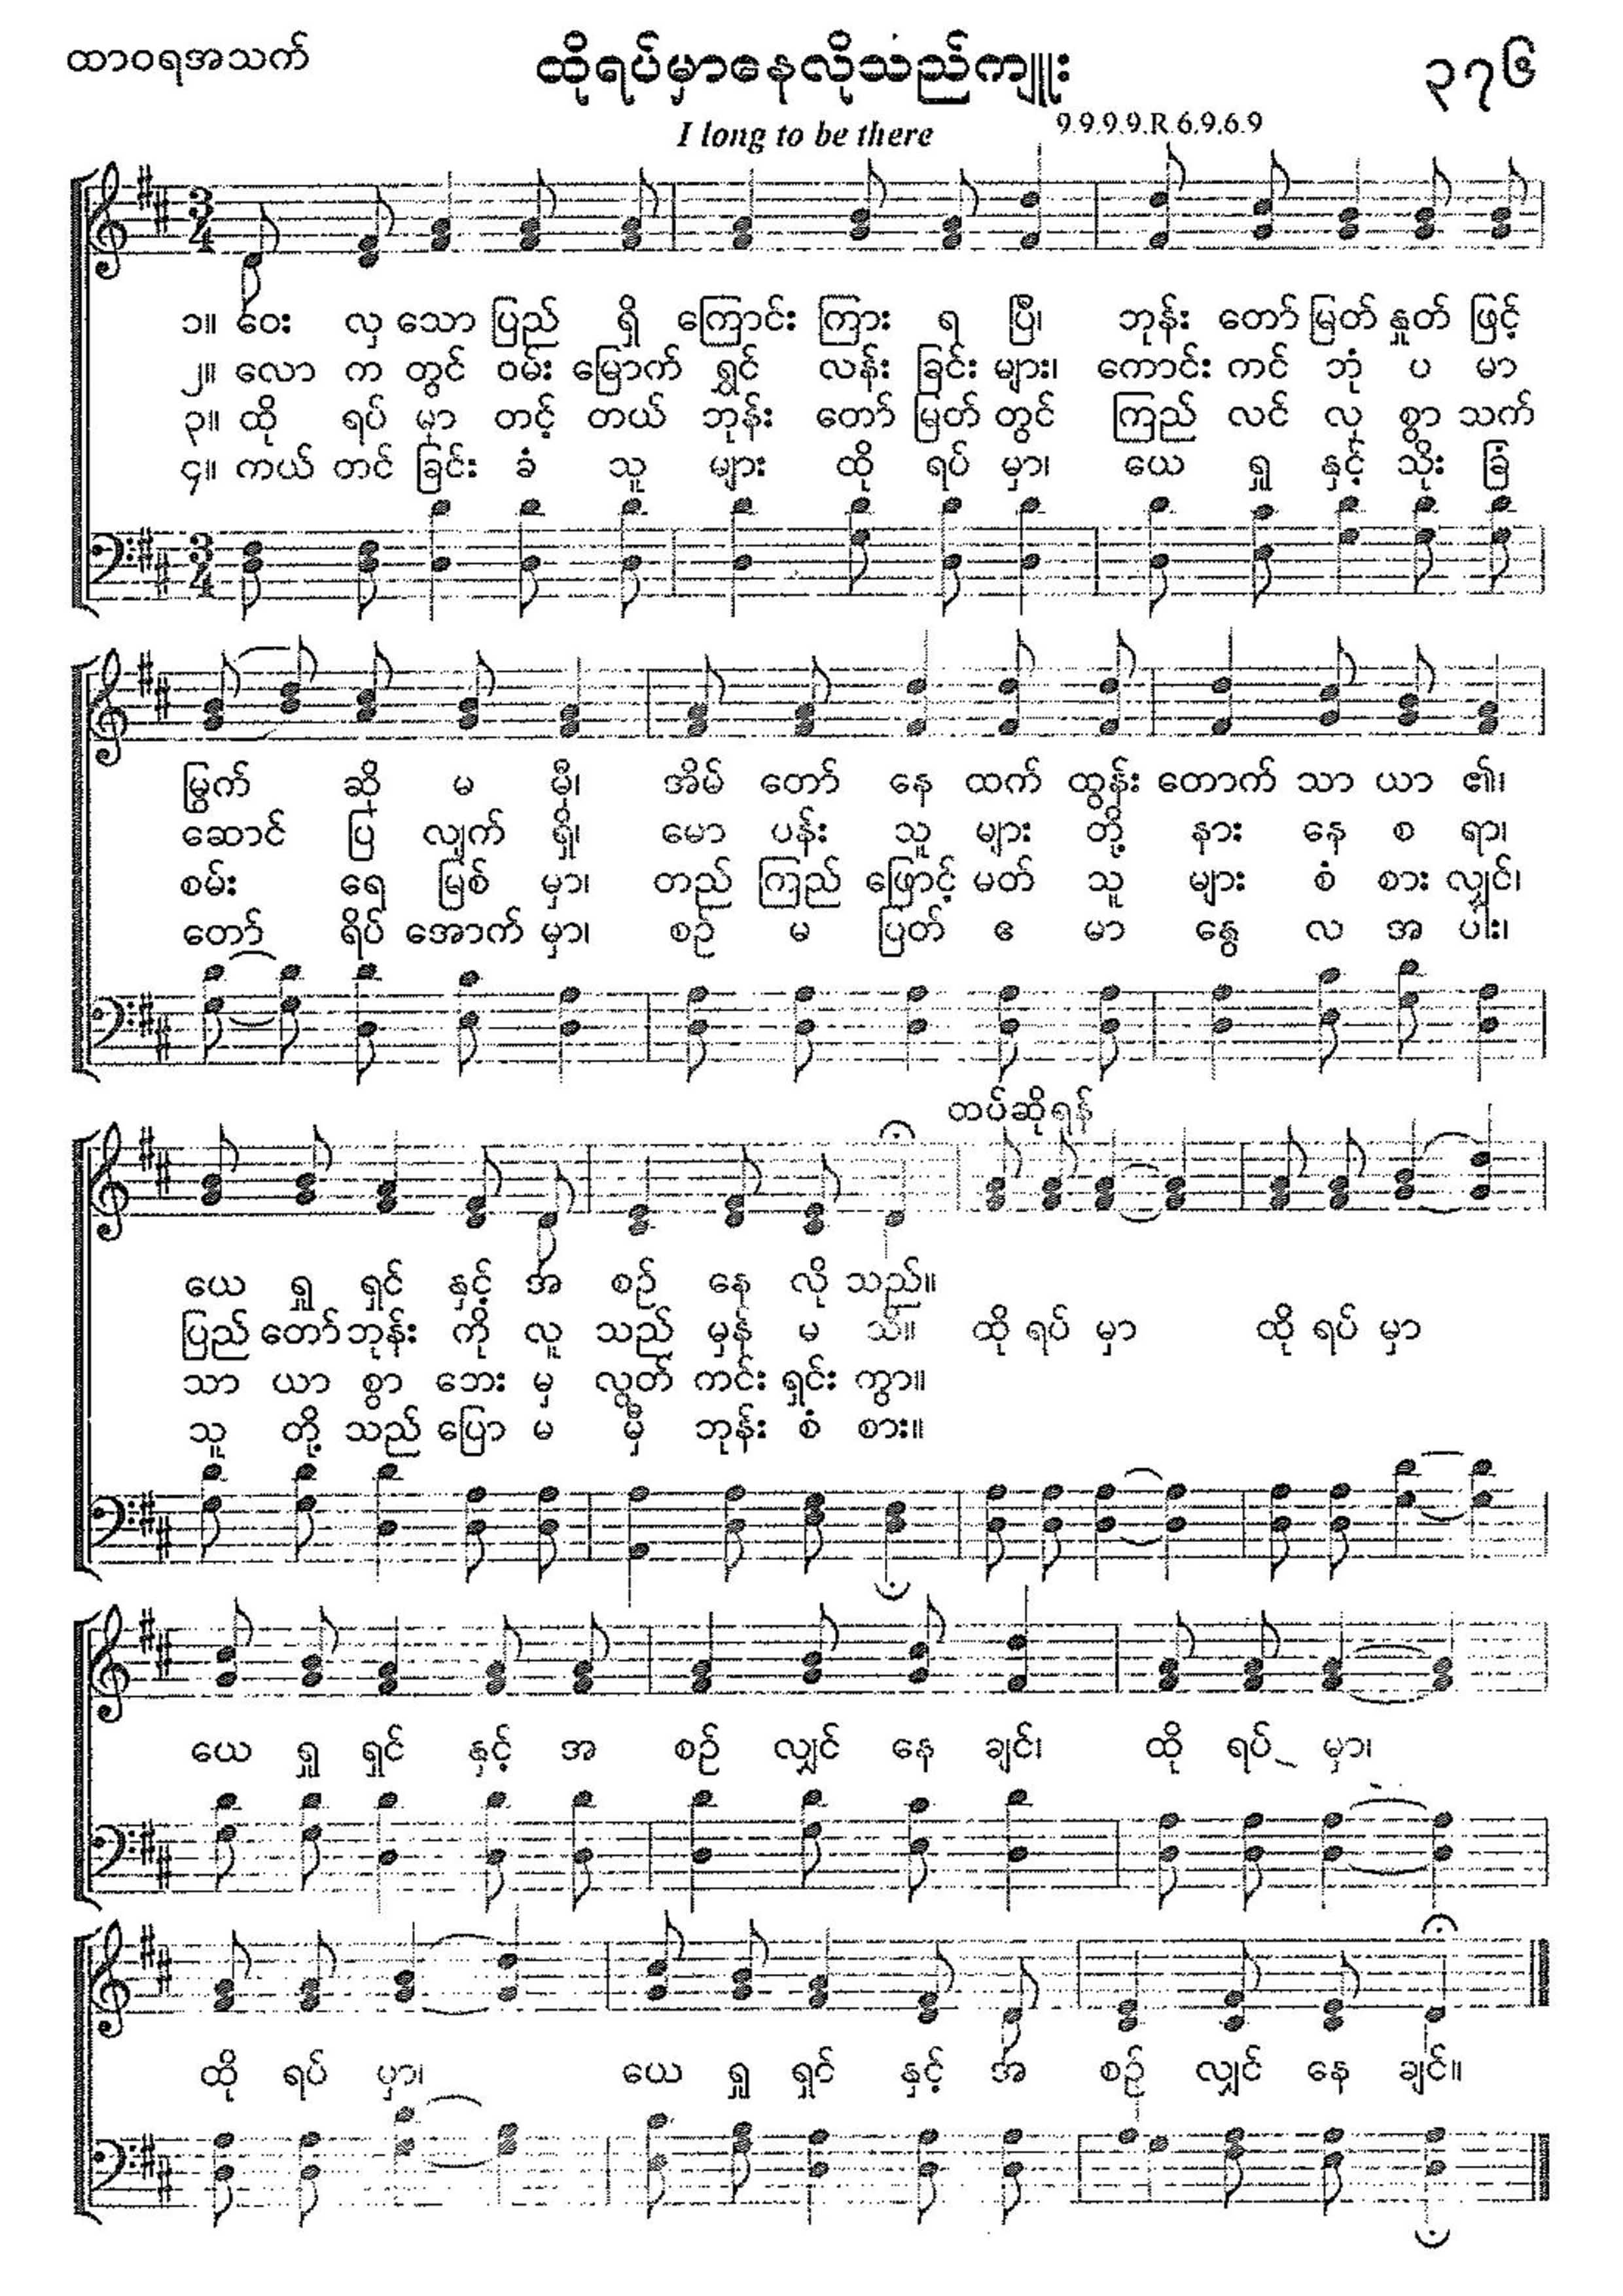 ထာဝရအသက်
ထိုရပ်မှာနေလိုသည်ကျူး
၃၇၆
I long to be there
9.9.9.9.R.6.9.6.9
၁။ ဝေး လှ သော ပြည် ရှိ ကြောင်း ကြား ရ ပြီ၊ ဘုန်း တော် မြတ် နှုတ် ဖြင့်
၂။ လော က တွင် ဝမ်း မြောက် ရွှင် လန်း ခြင်း များ၊ ကောင်း ကင် ဘုံ ပ မာ
၃။ ထို ရပ် မှာ တင့် တယ် ဘုန်း တော် မြတ် တွင် ကြည် လင် လှ စွာ သက်
၄။ ကယ် တင် ခြင်း ခံ သူ များ ထို ရပ် မှာ၊ ယေ ရှု နှင့် သိုး ခြံ
3/4
3/4
မြွက် ဆို မ မှီ၊ အိမ် တော် နေ ထက် ထွန်း တောက် သာ ယာ ၏၊
ဆောင် ပြ လျှက် ရှိ၊ မော ပန်း သူ များ တို့ နား နေ စ ရာ၊
စမ်း ရေ မြစ် မှာ၊ တည် ကြည် ဖြောင့် မတ် သူ များ စံ စား လျှင်၊
တော် ရိပ် အောက် မှာ၊ စဉ် မ ပြတ် ဧ မာ နွေ လ အ ပါး၊
ထပ်ဆိုရန်
ယေ ရှု ရှင် နှင့် အ စဉ် နေ လို သည်။
ပြည် တော် ဘုန်း ကို လူ သည် မှန် မ သိ။ ထို ရပ် မှာ ထို ရပ် မှာ
သာ ယာ စွာ ဘေး မှ လွတ် ကင်း ရှင်း ကွာ။
သူ တို့ သည် ပြော မ မှီ ဘုန်း စံ စား။
ယေ ရှု ရှင် နှင့် အ စဉ် လျှင် နေ ချင်၊ ထို ရပ် မှာ၊
ထို ရပ် မှာ၊ ယေ ရှု ရှင် နှင့် အ စဉ် လျှင် နေ ချင်။